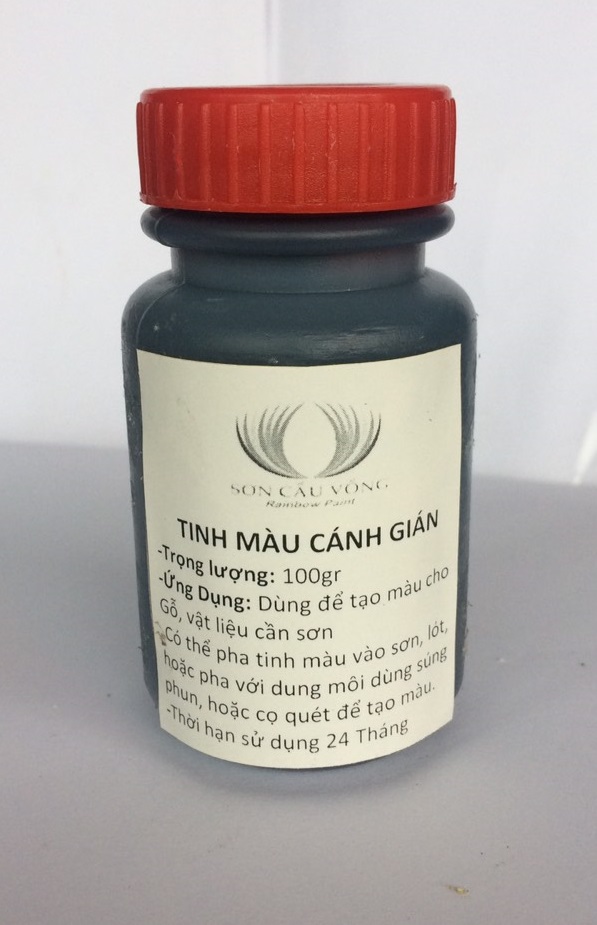 SƠN CẦU VỒNG
Rainbow Paint
TINH MÀU CÁNH GIÁN
-Trọng lượng: 100gr
-Ứng Dụng: Dùng để tạo màu cho
Gỗ, vật liệu cần sơn
-Có thể pha tinh màu vào sơn, lót,
hoặc pha với dung môi dùng súng
phun, hoặc cọ quét để tạo màu.
-Thời hạn sử dụng 24 Tháng